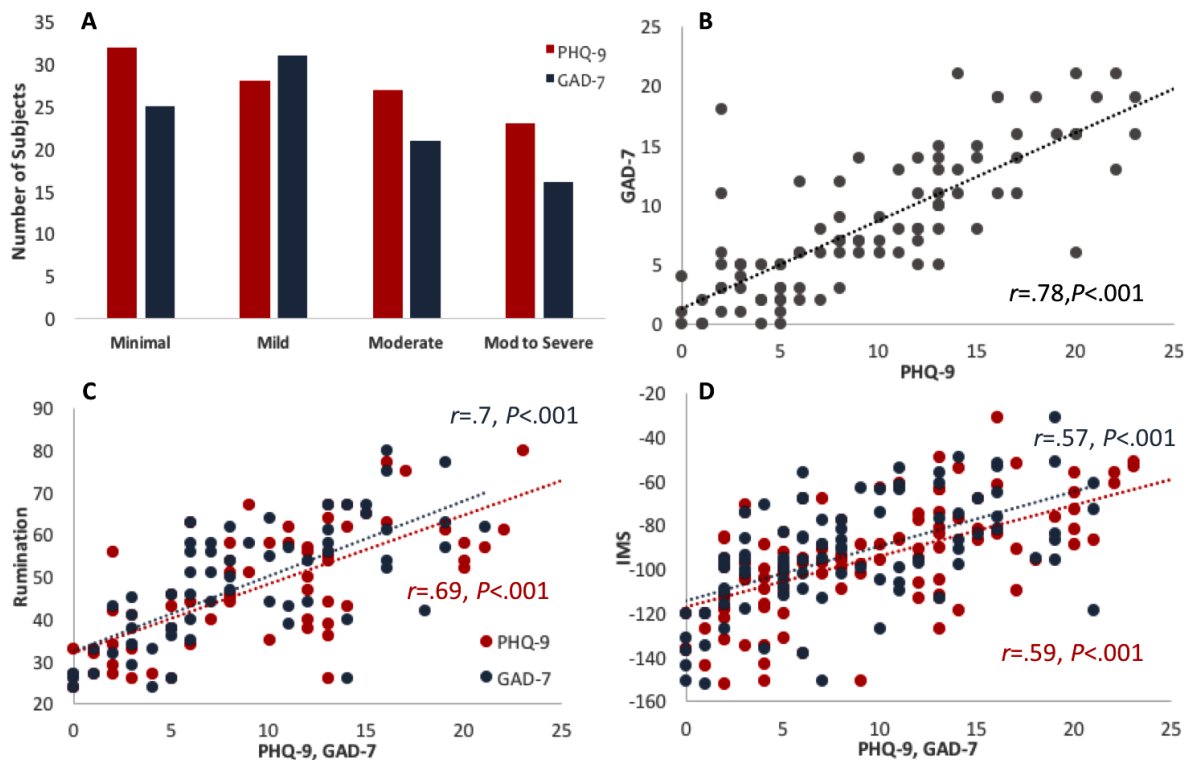 A
35
30
25
20
15
10
5
0
Number of Subjects
PHQ-9
GAD-7
Minimal Mild Moderate Mod to Severe
B
25
20
15
10
5
0
GAD-7
r=.78,P<.001
0 5 10 15 20 25
PHQ-9
C
90
80
70
60
50
40
30
20
Rumination
r=.7, P<.001
r=.69, P<.001
PHQ-9
GAD-7
0 5 10 15 20 25
PHQ-9, GAD-7
D
-20
-40
-60
-80
-100
-120
-140
-160
IMS
r=.57, P<.001
r=.59, P<.001
0 5 10 15 20 25
PHQ-9, GAD-7